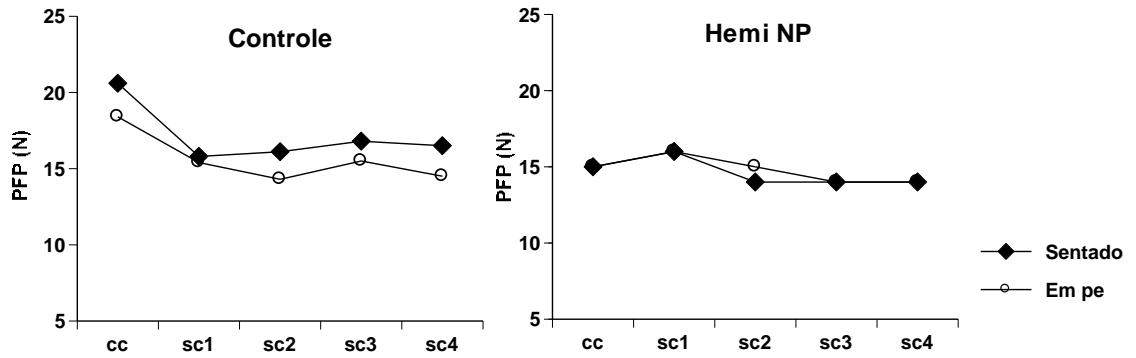 Controle
25
20
15
10
5
PFP (N)
cc sc1 sc2 sc3 sc4
Hemi NP
25
20
15
10
5
PFP (N)
cc sc1 sc2 sc3 sc4
Sentado
Em pe